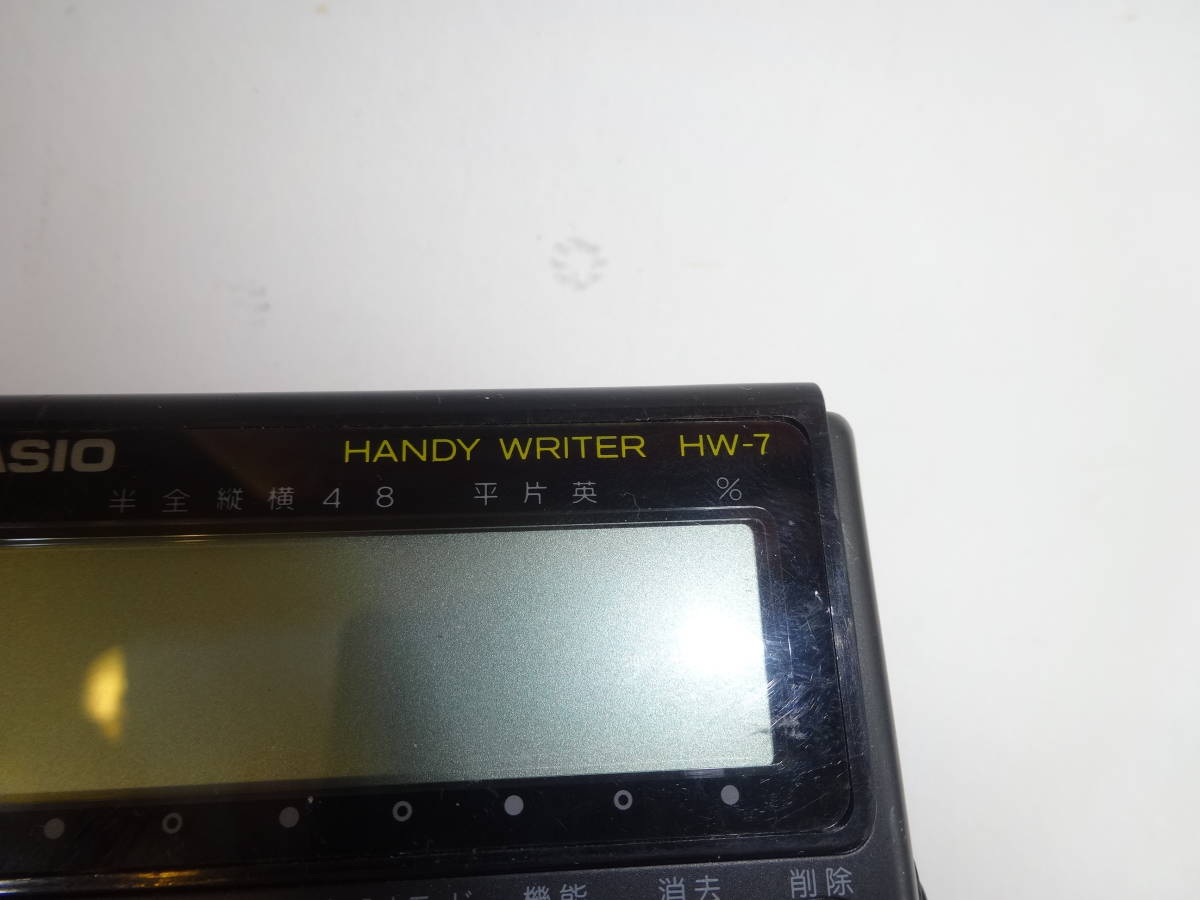 CASIO HANDY WRITER HW-7
半 全 縦 横 4 8 平 片 英 %
機能 消去 削除